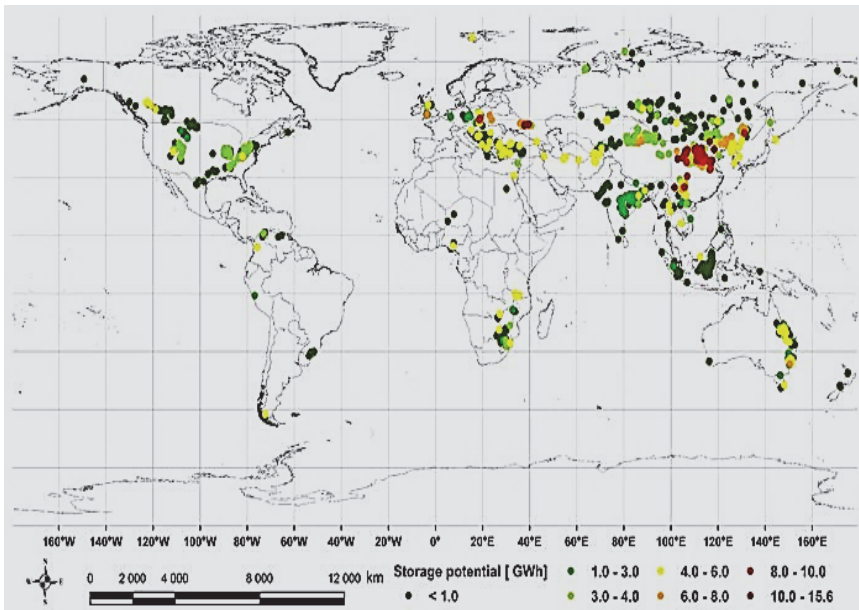 160°W 140°W 120°W 100°W 80°W 60°W 40°W 20°W 0° 20°E 40°E 60°E 80°E 100°E 120°E 140°E 160°E
N
W E
S
0 2 000 4 000 8 000 12 000 km
Storage potential [ GWh]
< 1.0
1.0 - 3.0
3.0 - 4.0
4.0 - 6.0
6.0 - 8.0
8.0 - 10.0
10.0 - 15.6